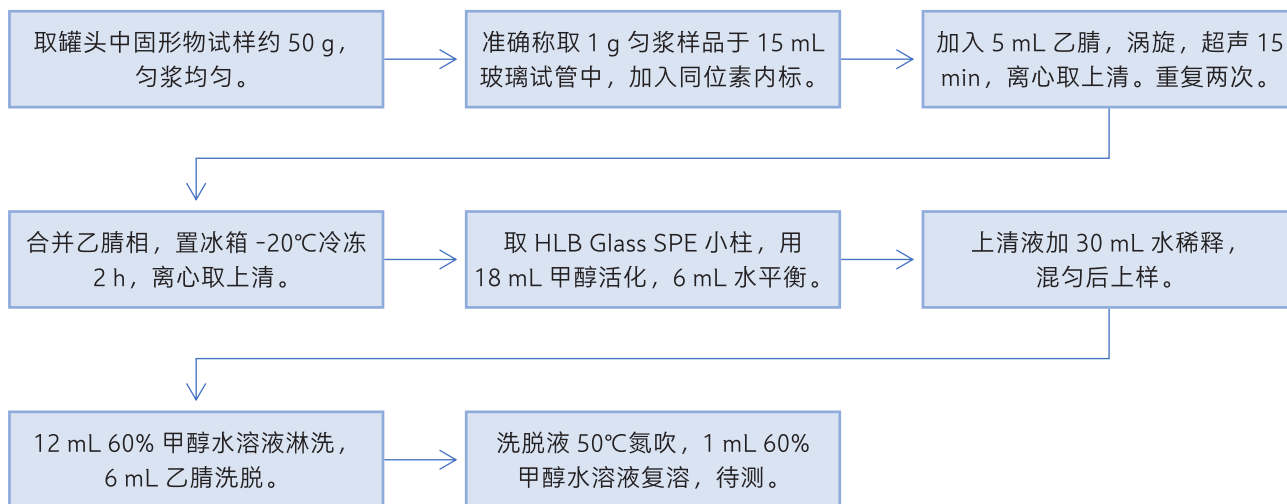 取罐头中固形物试样约 50 g，
匀浆均匀。
准确称取 1 g 匀浆样品于 15 mL
玻璃试管中，加入同位素内标。
加入 5 mL 乙腈，涡旋，超声 15
min，离心取上清。重复两次。
合并乙腈相，置冰箱 -20℃冷冻
2 h，离心取上清。
取 HLB Glass SPE 小柱，用
18 mL 甲醇活化，6 mL 水平衡。
上清液加 30 mL 水稀释，
混匀后上样。
12 mL 60% 甲醇水溶液淋洗，
6 mL 乙腈洗脱。
洗脱液 50℃氮吹，1 mL 60%
甲醇水溶液复溶，待测。